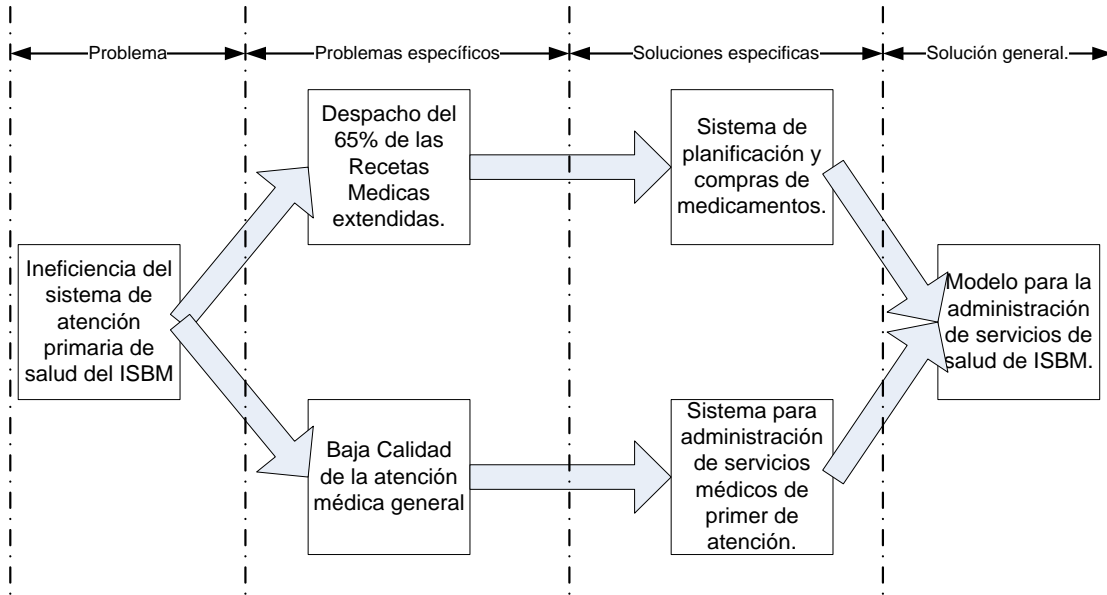 Problema
Problemas específicos
Soluciones especificas
Solución general.
Ineficiencia del
sistema de
atención
primaria de
salud del ISBM
Despacho del
65% de las
Recetas
Medicas
extendidas.
Baja Calidad
de la atención
médica general
Sistema de
planificación y
compras de
medicamentos.
Sistema para
administración
de servicios
médicos de
primer de
atención.
Modelo para la
administración
de servicios de
salud de ISBM.